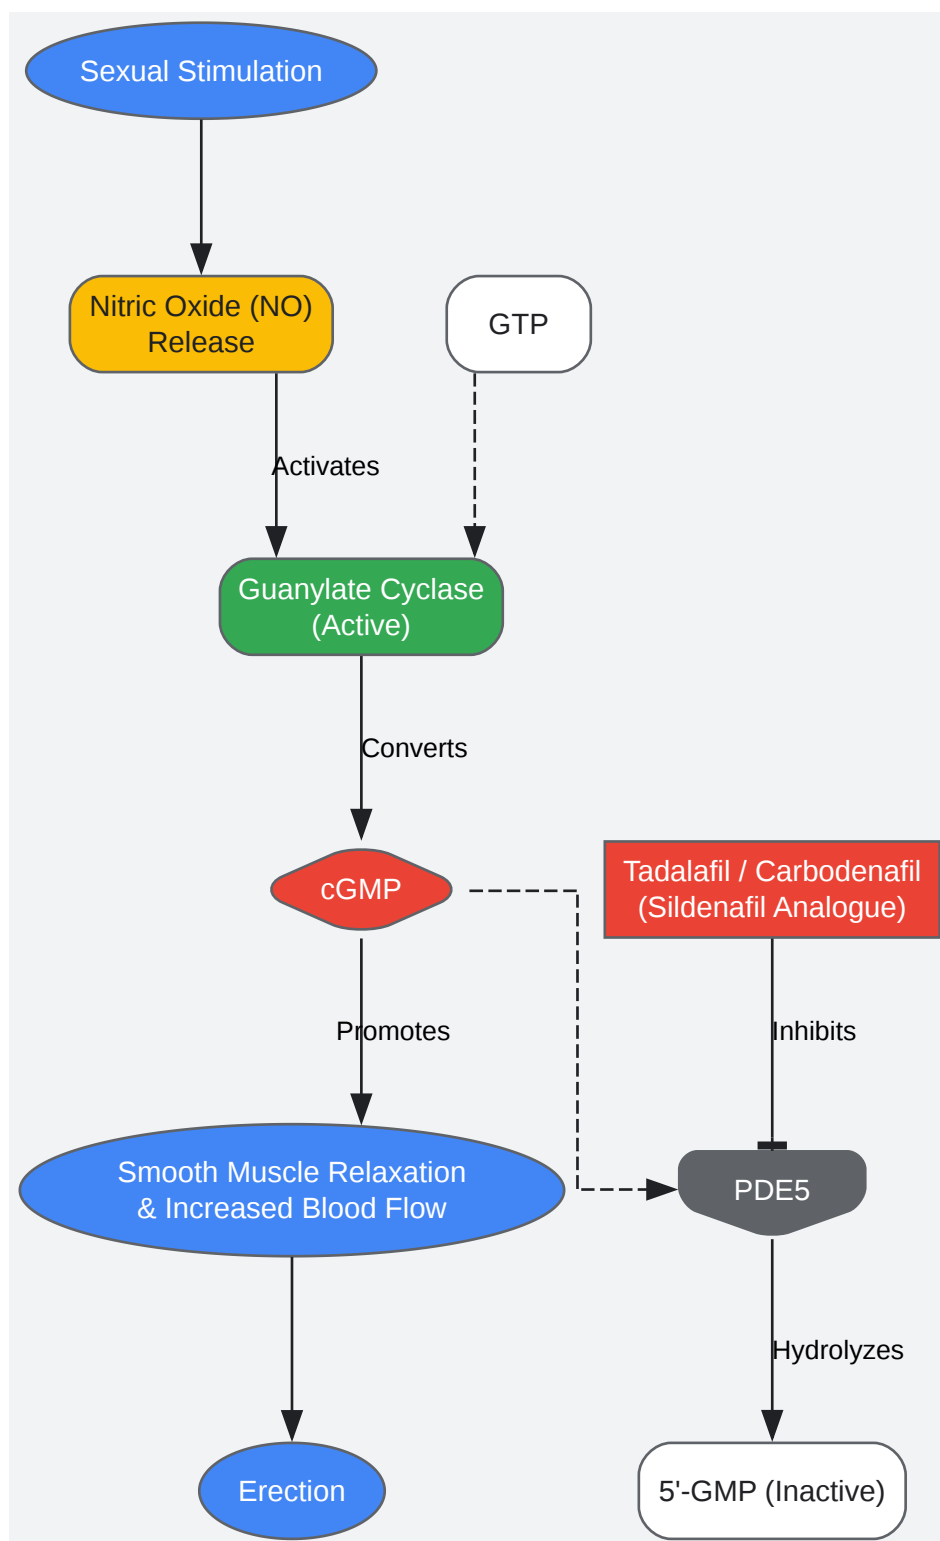 Sexual Stimulation
Nitric Oxide (NO)
Release
GTP
Activates
Guanylate Cyclase
(Active)
Converts
cGMP
Tadalafil / Carbodenafil
(Sildenafil Analogue)
Promotes
Inhibits
Smooth Muscle Relaxation
& Increased Blood Flow
PDE5
Hydrolyzes
Erection
5'-GMP (Inactive)